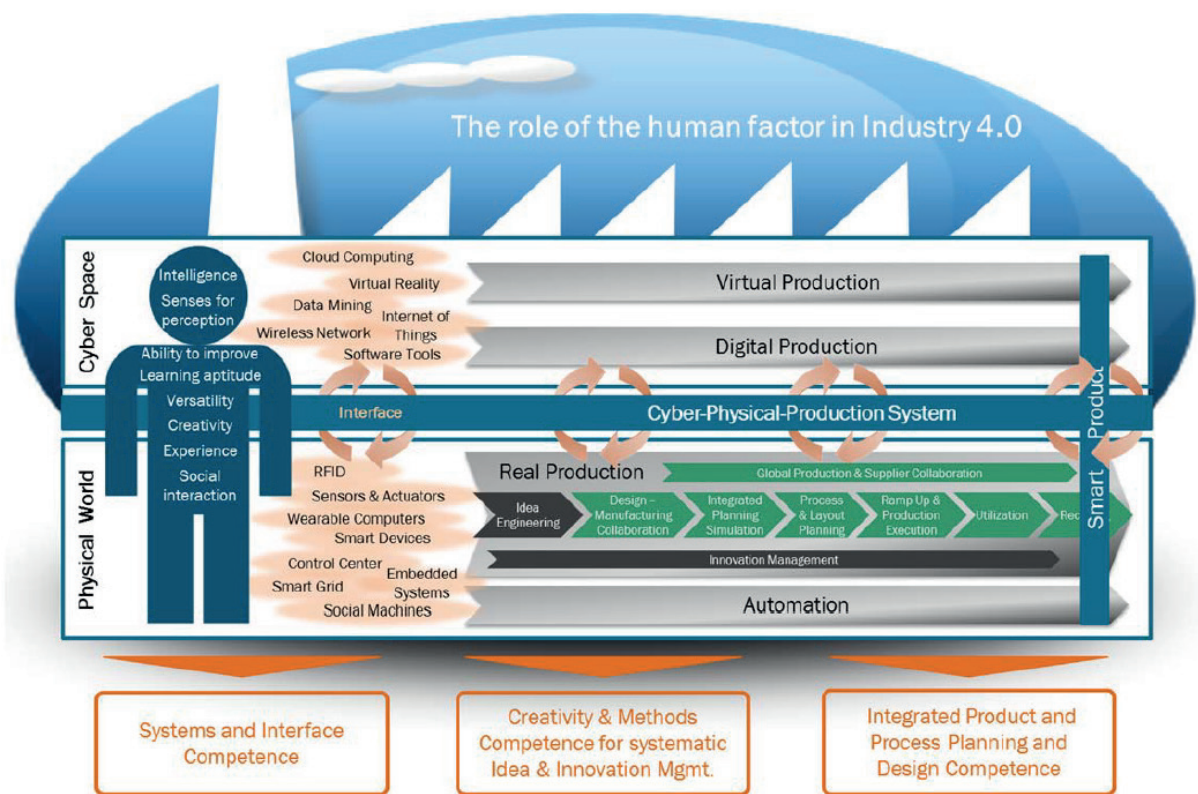 The role of the human factor in Industry 4.0
Cyber Space
Intelligence
Senses for
perception
Ability to improve
Learning aptitude
Versatility
Creativity
Experience
Social
interaction
Cloud Computing
Virtual Reality
Data Mining
Internet of
Things
Wireless Network
Software Tools
Virtual Production
Digital Production
Interface
Cyber-Physical-Production System
Smart Product
Physical World
RFID
Sensors & Actuators
Wearable Computers
Smart Devices
Control Center
Embedded
Systems
Smart Grid
Social Machines
Real Production
Global Production & Supplier Collaboration
Idea
Engineering
Design –
Manufacturing
Collaboration
Integrated
Planning
Simulation
Process
& Layout
Planning
Ramp Up &
Production
Execution
Utilization
Innovation Management
Automation
Systems and Interface
Competence
Creativity & Methods
Competence for systematic
Idea & Innovation Mgmt.
Integrated Product and
Process Planning and
Design Competence